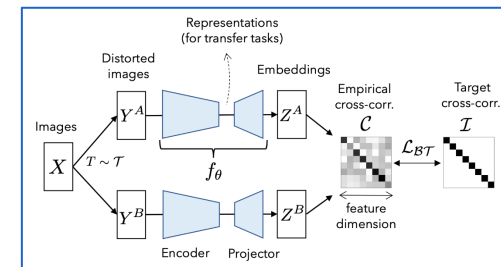 Representations
(for transfer tasks)
Distorted
images
Embeddings
Empirical
cross-corr.
Target
cross-corr.
Images
Y^A
Z^A
C
I
X
T ~ T
f_θ
L_BT
Y^B
Z^B
feature
dimension
Encoder
Projector